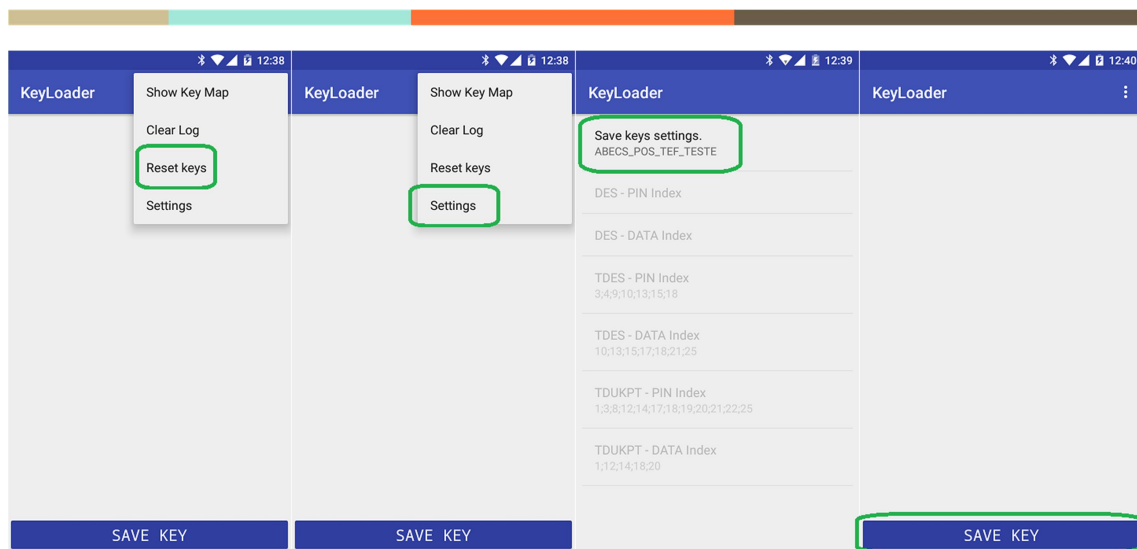 12:38
KeyLoader
Show Key Map
Clear Log
Reset keys
Settings
SAVE KEY
12:38
KeyLoader
Show Key Map
Clear Log
Reset keys
Settings
SAVE KEY
12:39
KeyLoader
Save keys settings.
ABECS_POS_TEF_TESTE
DES - PIN Index
DES - DATA Index
TDES - PIN Index
3;4;9;10;13;15;18
TDES - DATA Index
10;13;15;17;18;21;25
TDUKPT - PIN Index
1;3;8;12;14;17;18;19;20;21;22;25
TDUKPT - DATA Index
1;12;14;18;20
12:40
KeyLoader
SAVE KEY